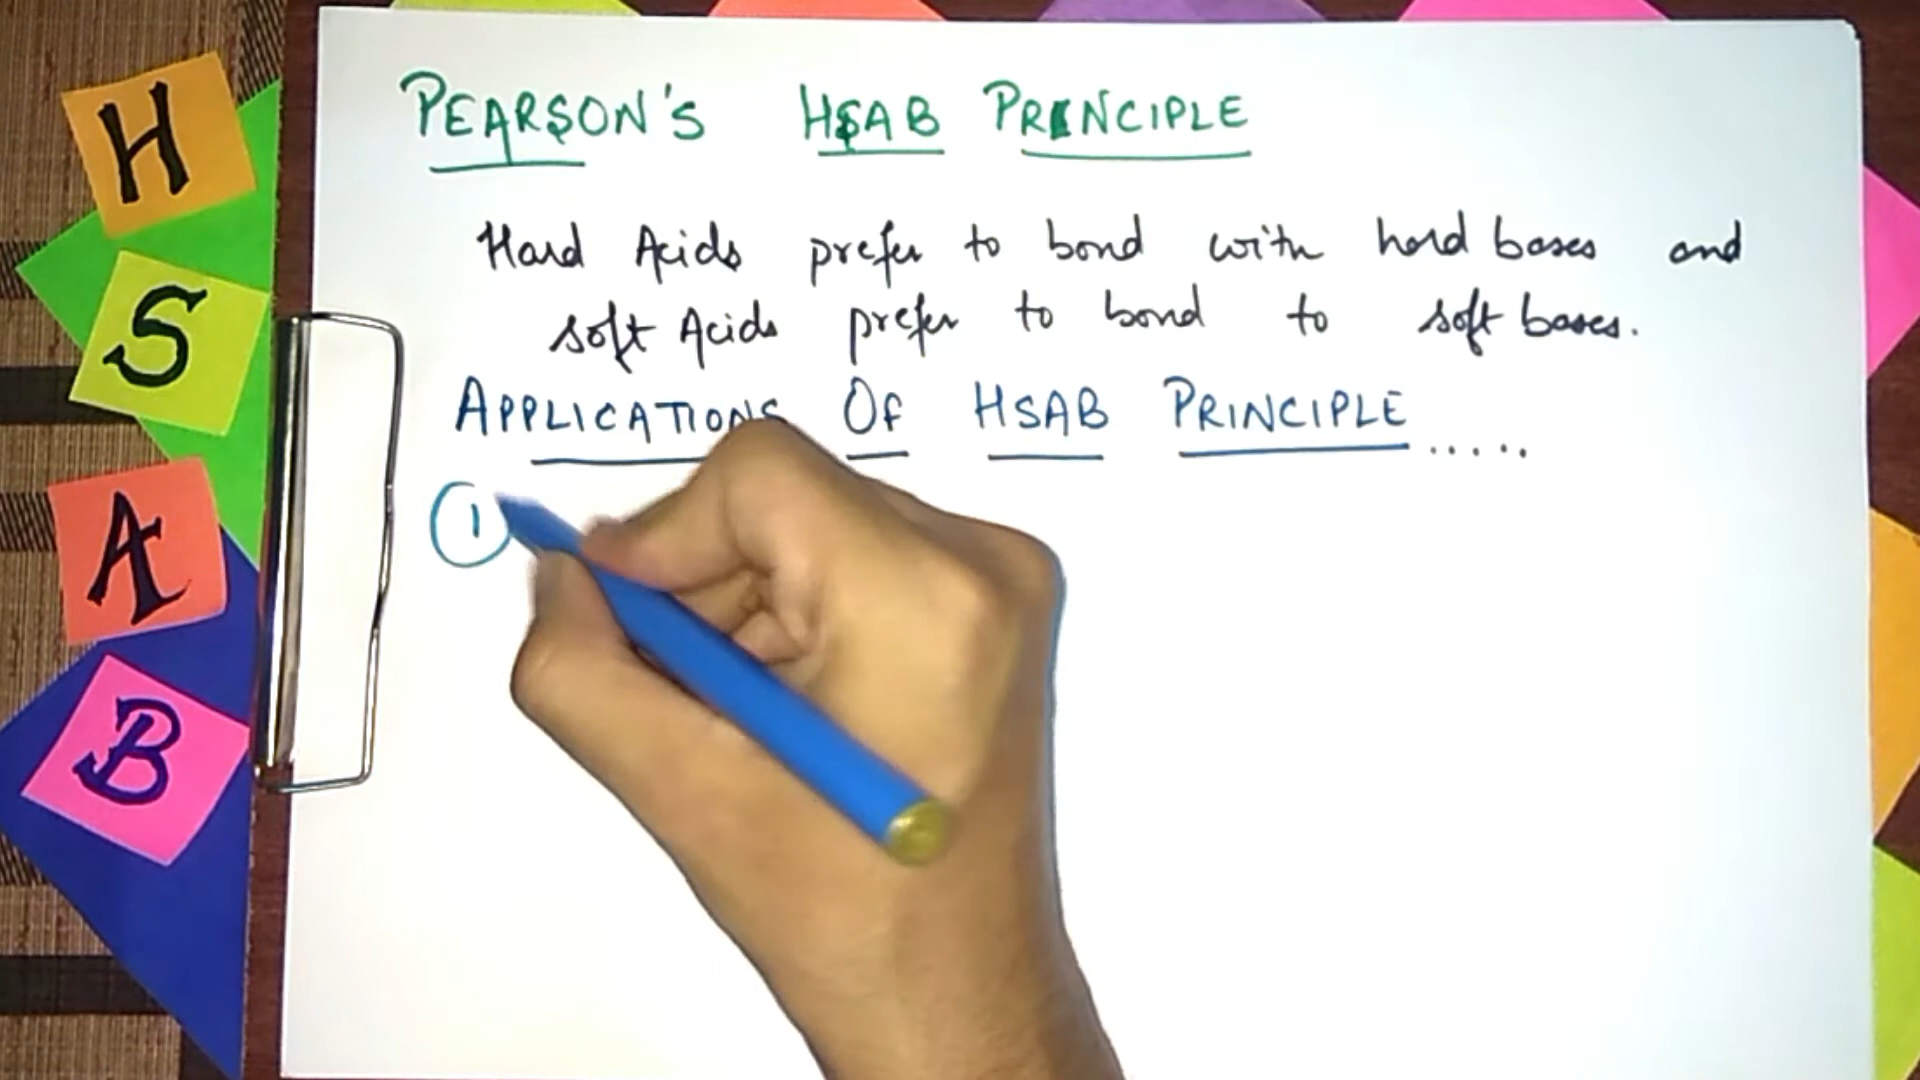 PEARSON'S HSAB PRINCIPLE
Hard Acids prefer to bond with hard bases and
soft Acids prefer to bond to soft bases.
APPLICATIONS OF HSAB PRINCIPLE.....
1
H
S
A
B